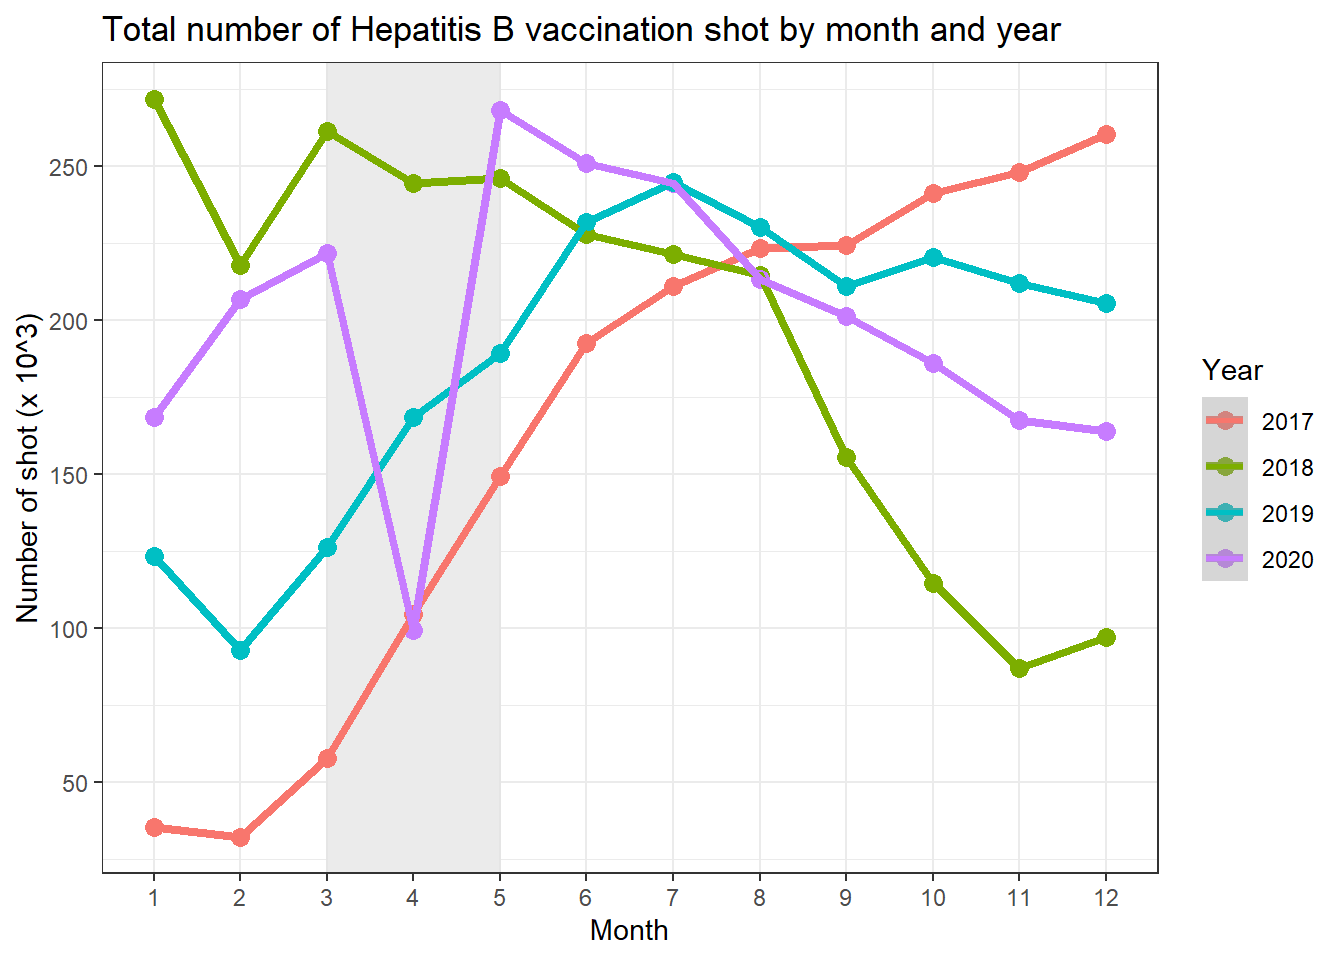 Total number of Hepatitis B vaccination shot by month and year
Number of shot (x 10^3)
250
200
150
100
50
1 2 3 4 5 6 7 8 9 10 11 12
Month
Year
2017
2018
2019
2020